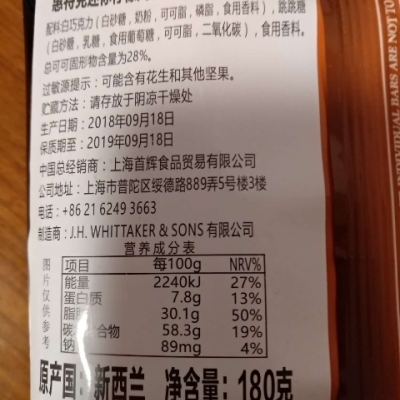 配料:白巧克力（白砂糖，奶粉，可可脂，磷脂，食用香料），跳跳糖
（白砂糖，乳糖，食用葡萄糖，可可脂，二氧化碳），食用香料。
总可可固形物含量为28%。
过敏源提示：可能含有花生和其他坚果。
贮藏方法：请存放于阴凉干燥处
生产日期：2018年09月18日
保质期至：2019年09月18日
中国总经销商：上海首辉食品贸易有限公司
公司地址：上海市普陀区绥德路889弄5号楼3楼
电话：+86 21 6249 3663
制造商：J.H. WHITTAKER & SONS 有限公司
营养成分表
图片仅供参考
项目 每100g NRV%
能量 2240kJ 27%
蛋白质 7.8g 13%
脂 30.1g 50%
碳 合物 58.3g 19%
钠 89mg 4%
原产国 新西兰 净含量：180克
INDIVIDUAL BARS ARE NOT TO